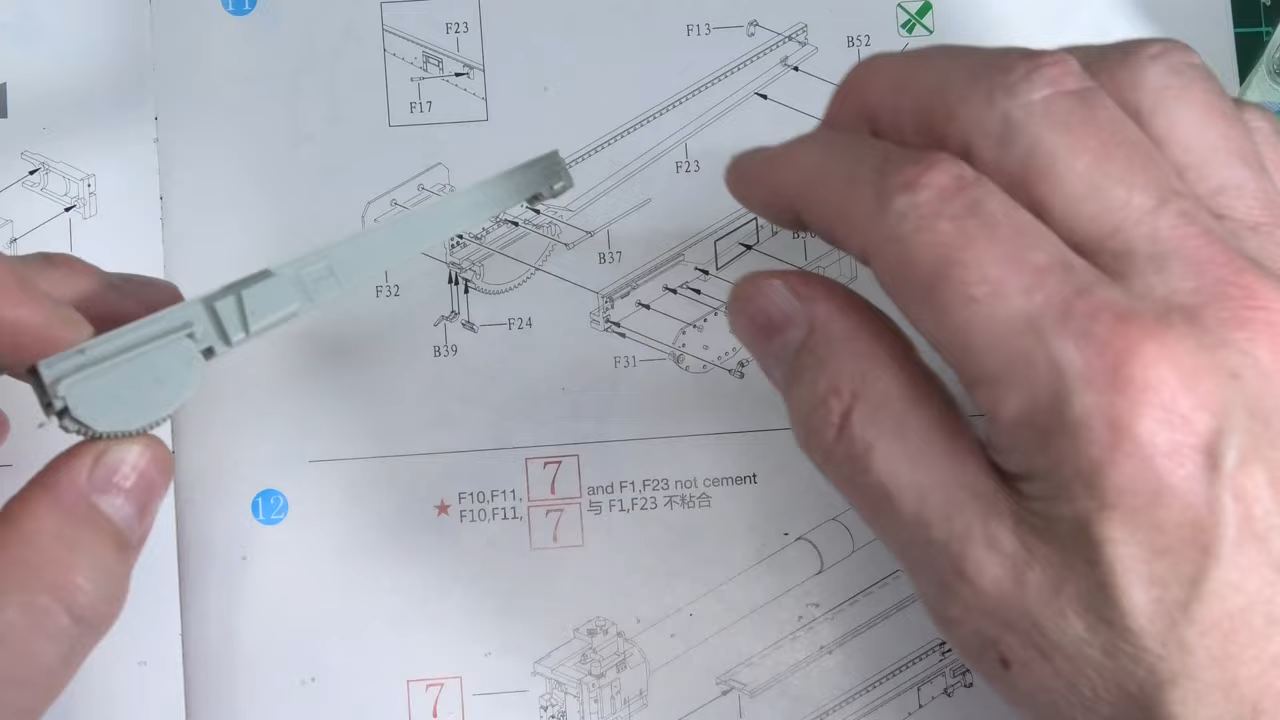 11
F23
F17
F13
B52
F23
B37
F32
F24
B39
F31
12
★ F10,F11, 7 and F1,F23 not cement
F10,F11, 7 与 F1,F23 不粘合
7